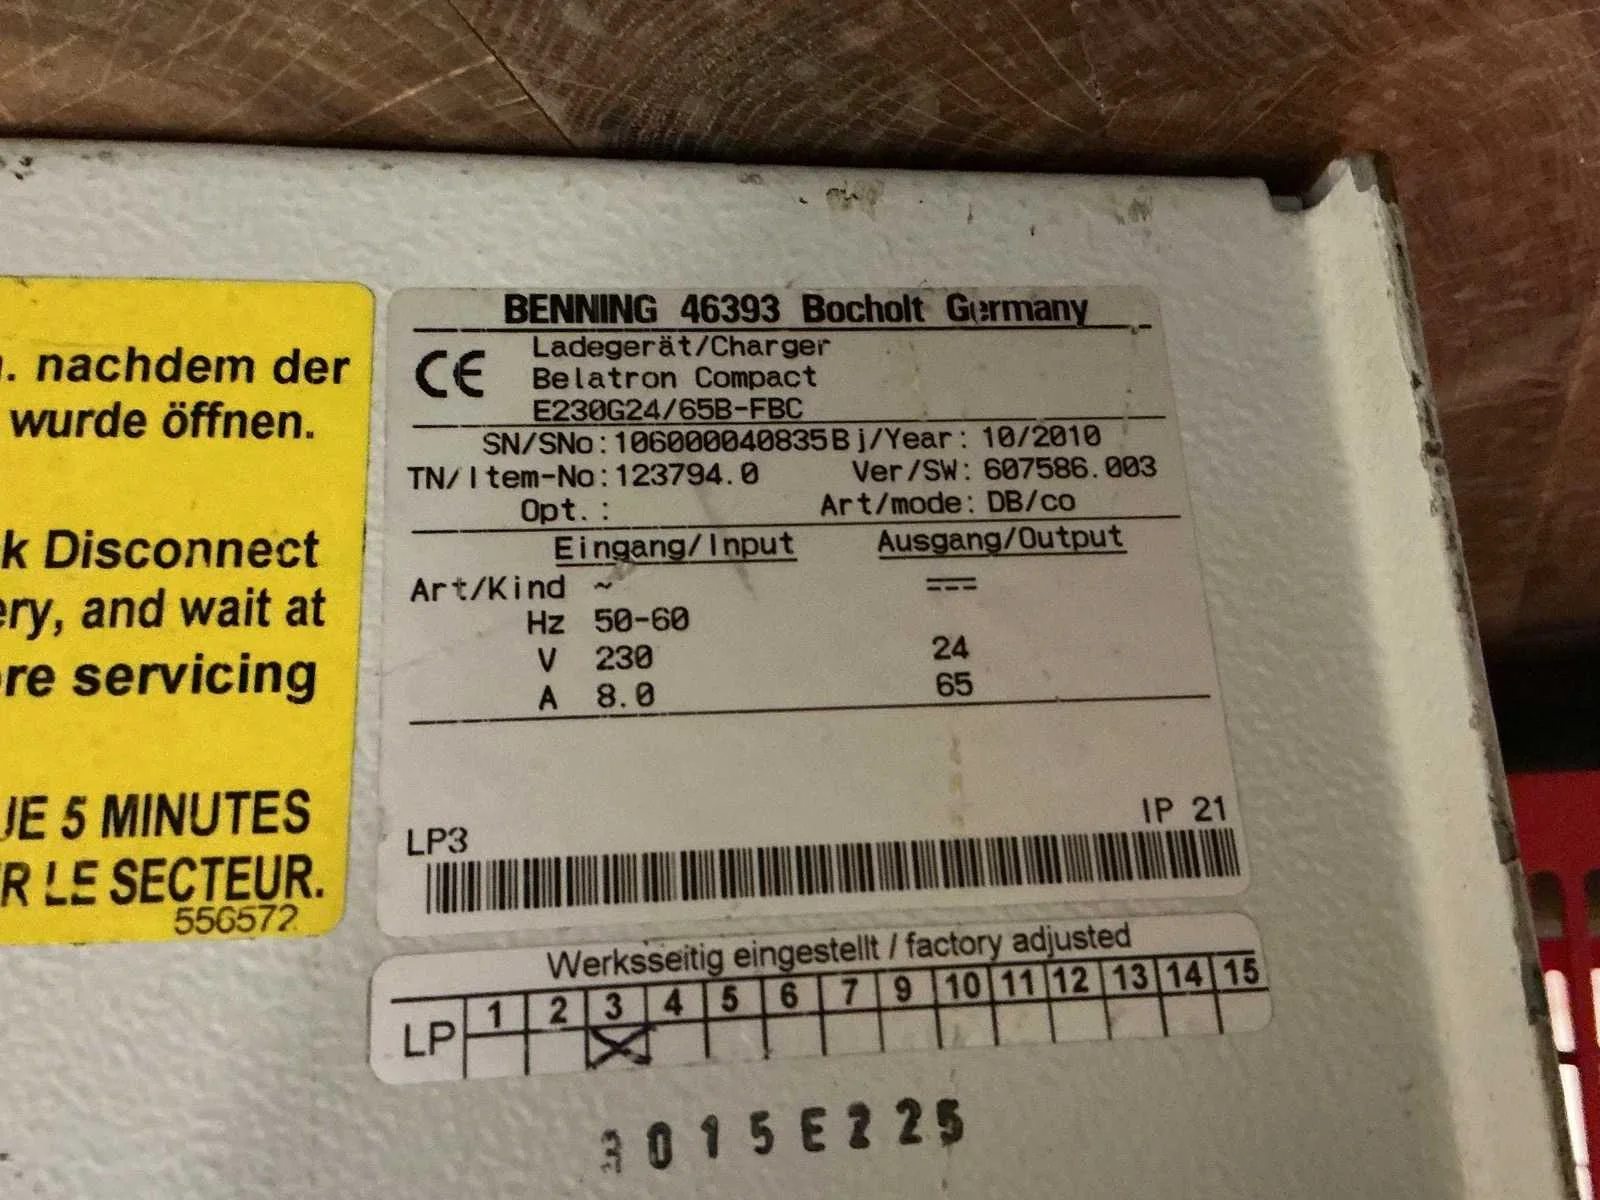 nachdem der
wurde öffnen.
k Disconnect
ery, and wait at
re servicing
UE 5 MINUTES
R LE SECTEUR.
556572
BENNING 46393 Bocholt Germany
CE
Ladegerät/Charger
Belatron Compact
E230G24/65B-FBC
SN/SNo:106000040835 Bj/Year: 10/2010
TN/Item-No:123794.0 Ver/SW: 607586.003
Opt.: Art/mode: DB/co
Eingang/Input Ausgang/Output
Art/Kind ~ ⎓
Hz 50-60
V 230 24
A 8.0 65
LP3 IP 21
Werksseitig eingestellt / factory adjusted
LP 1 2 3 4 5 6 7 9 10 11 12 13 14 15
X
3015E225